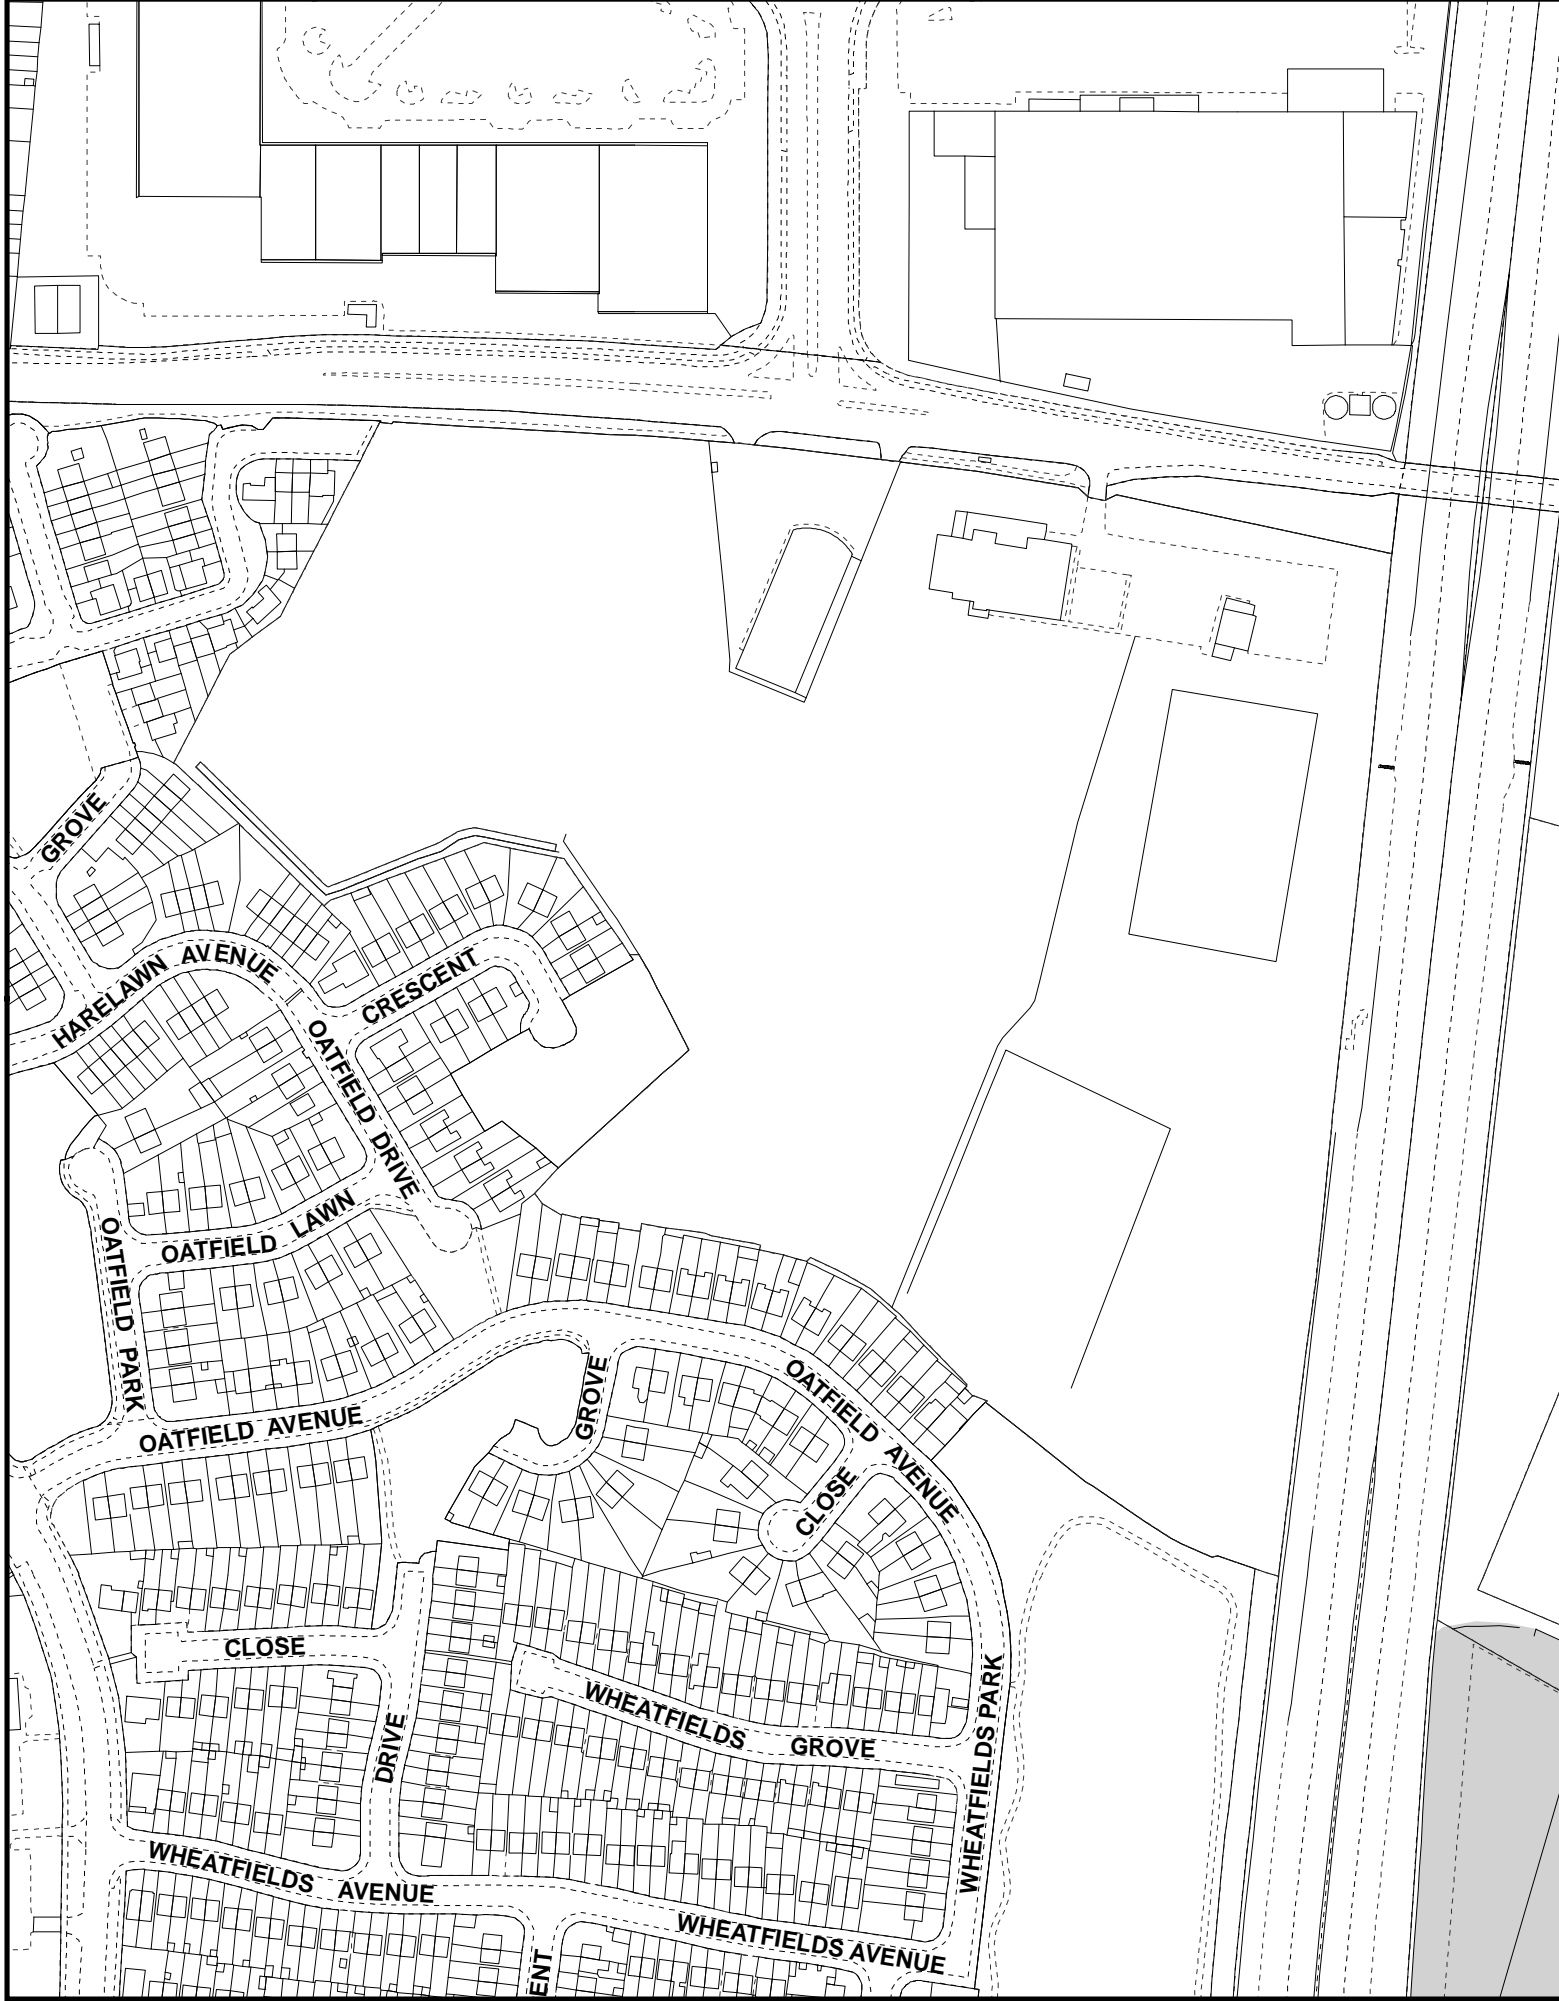 GROVE
HARELAWN AVENUE
CRESCENT
OATFIELD DRIVE
OATFIELD LAWN
OATFIELD PARK
OATFIELD AVENUE
GROVE
OATFIELD AVENUE
CLOSE
CLOSE
DRIVE
WHEATFIELDS GROVE
WHEATFIELDS PARK
WHEATFIELDS AVENUE
WHEATFIELDS AVENUE
ENT